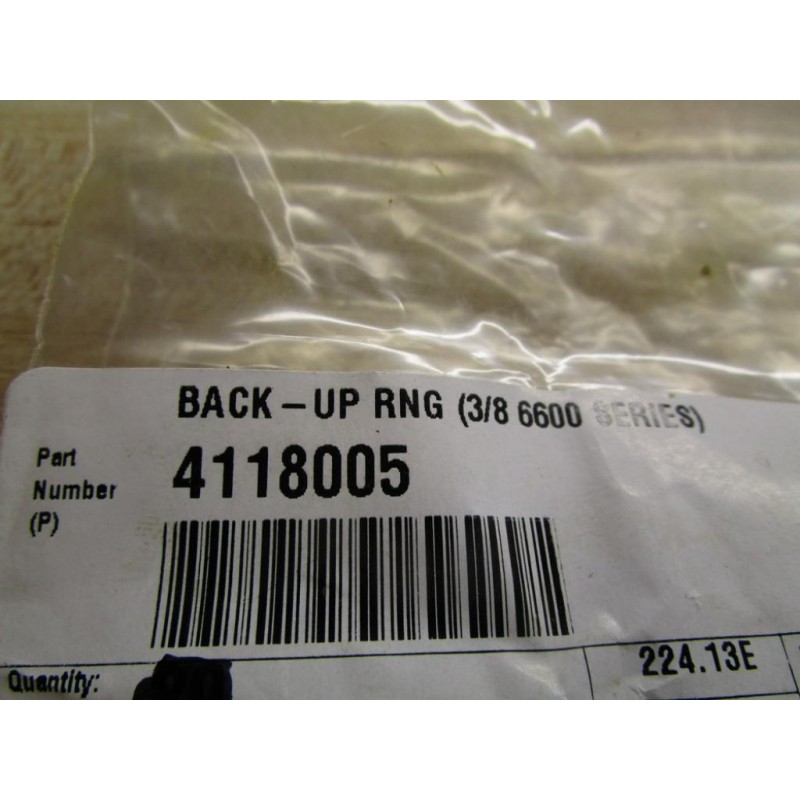 BACK-UP RNG (3/8 6600 SERIES)
Part
Number
(P)
4118005
Quantity:
224.13E